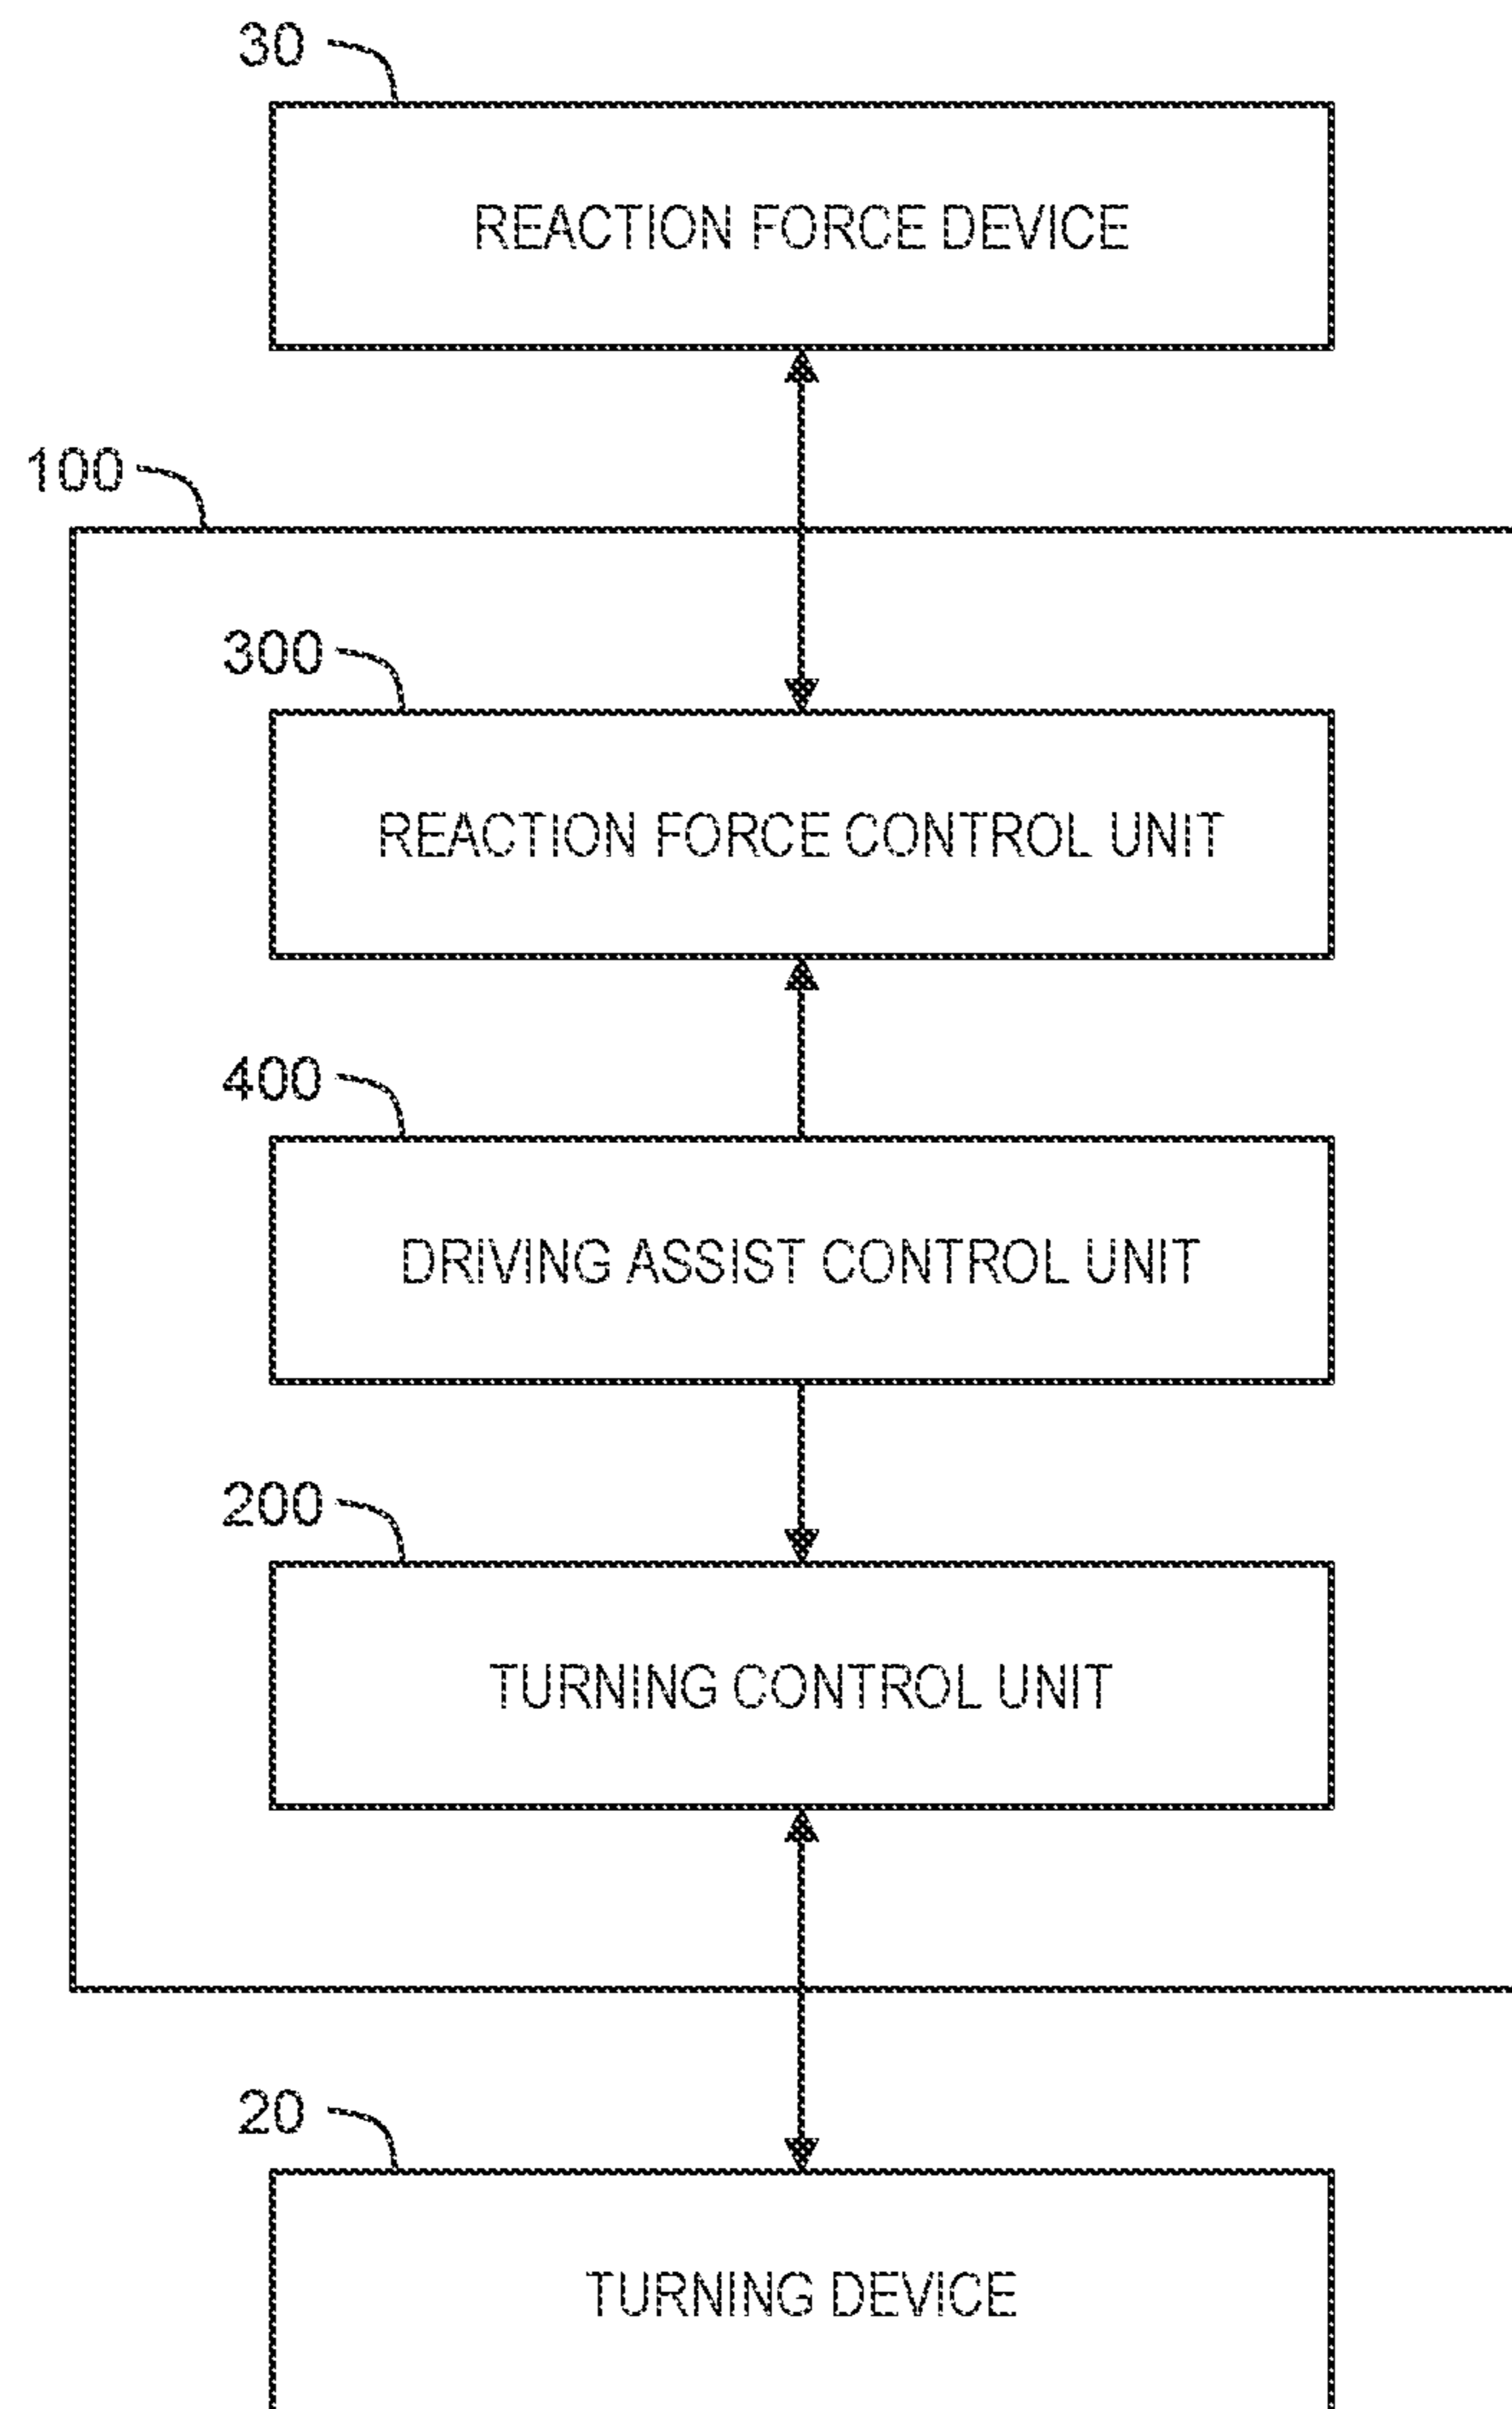 30
REACTION FORCE DEVICE
100
300
REACTION FORCE CONTROL UNIT
400
DRIVING ASSIST CONTROL UNIT
200
TURNING CONTROL UNIT
20
TURNING DEVICE